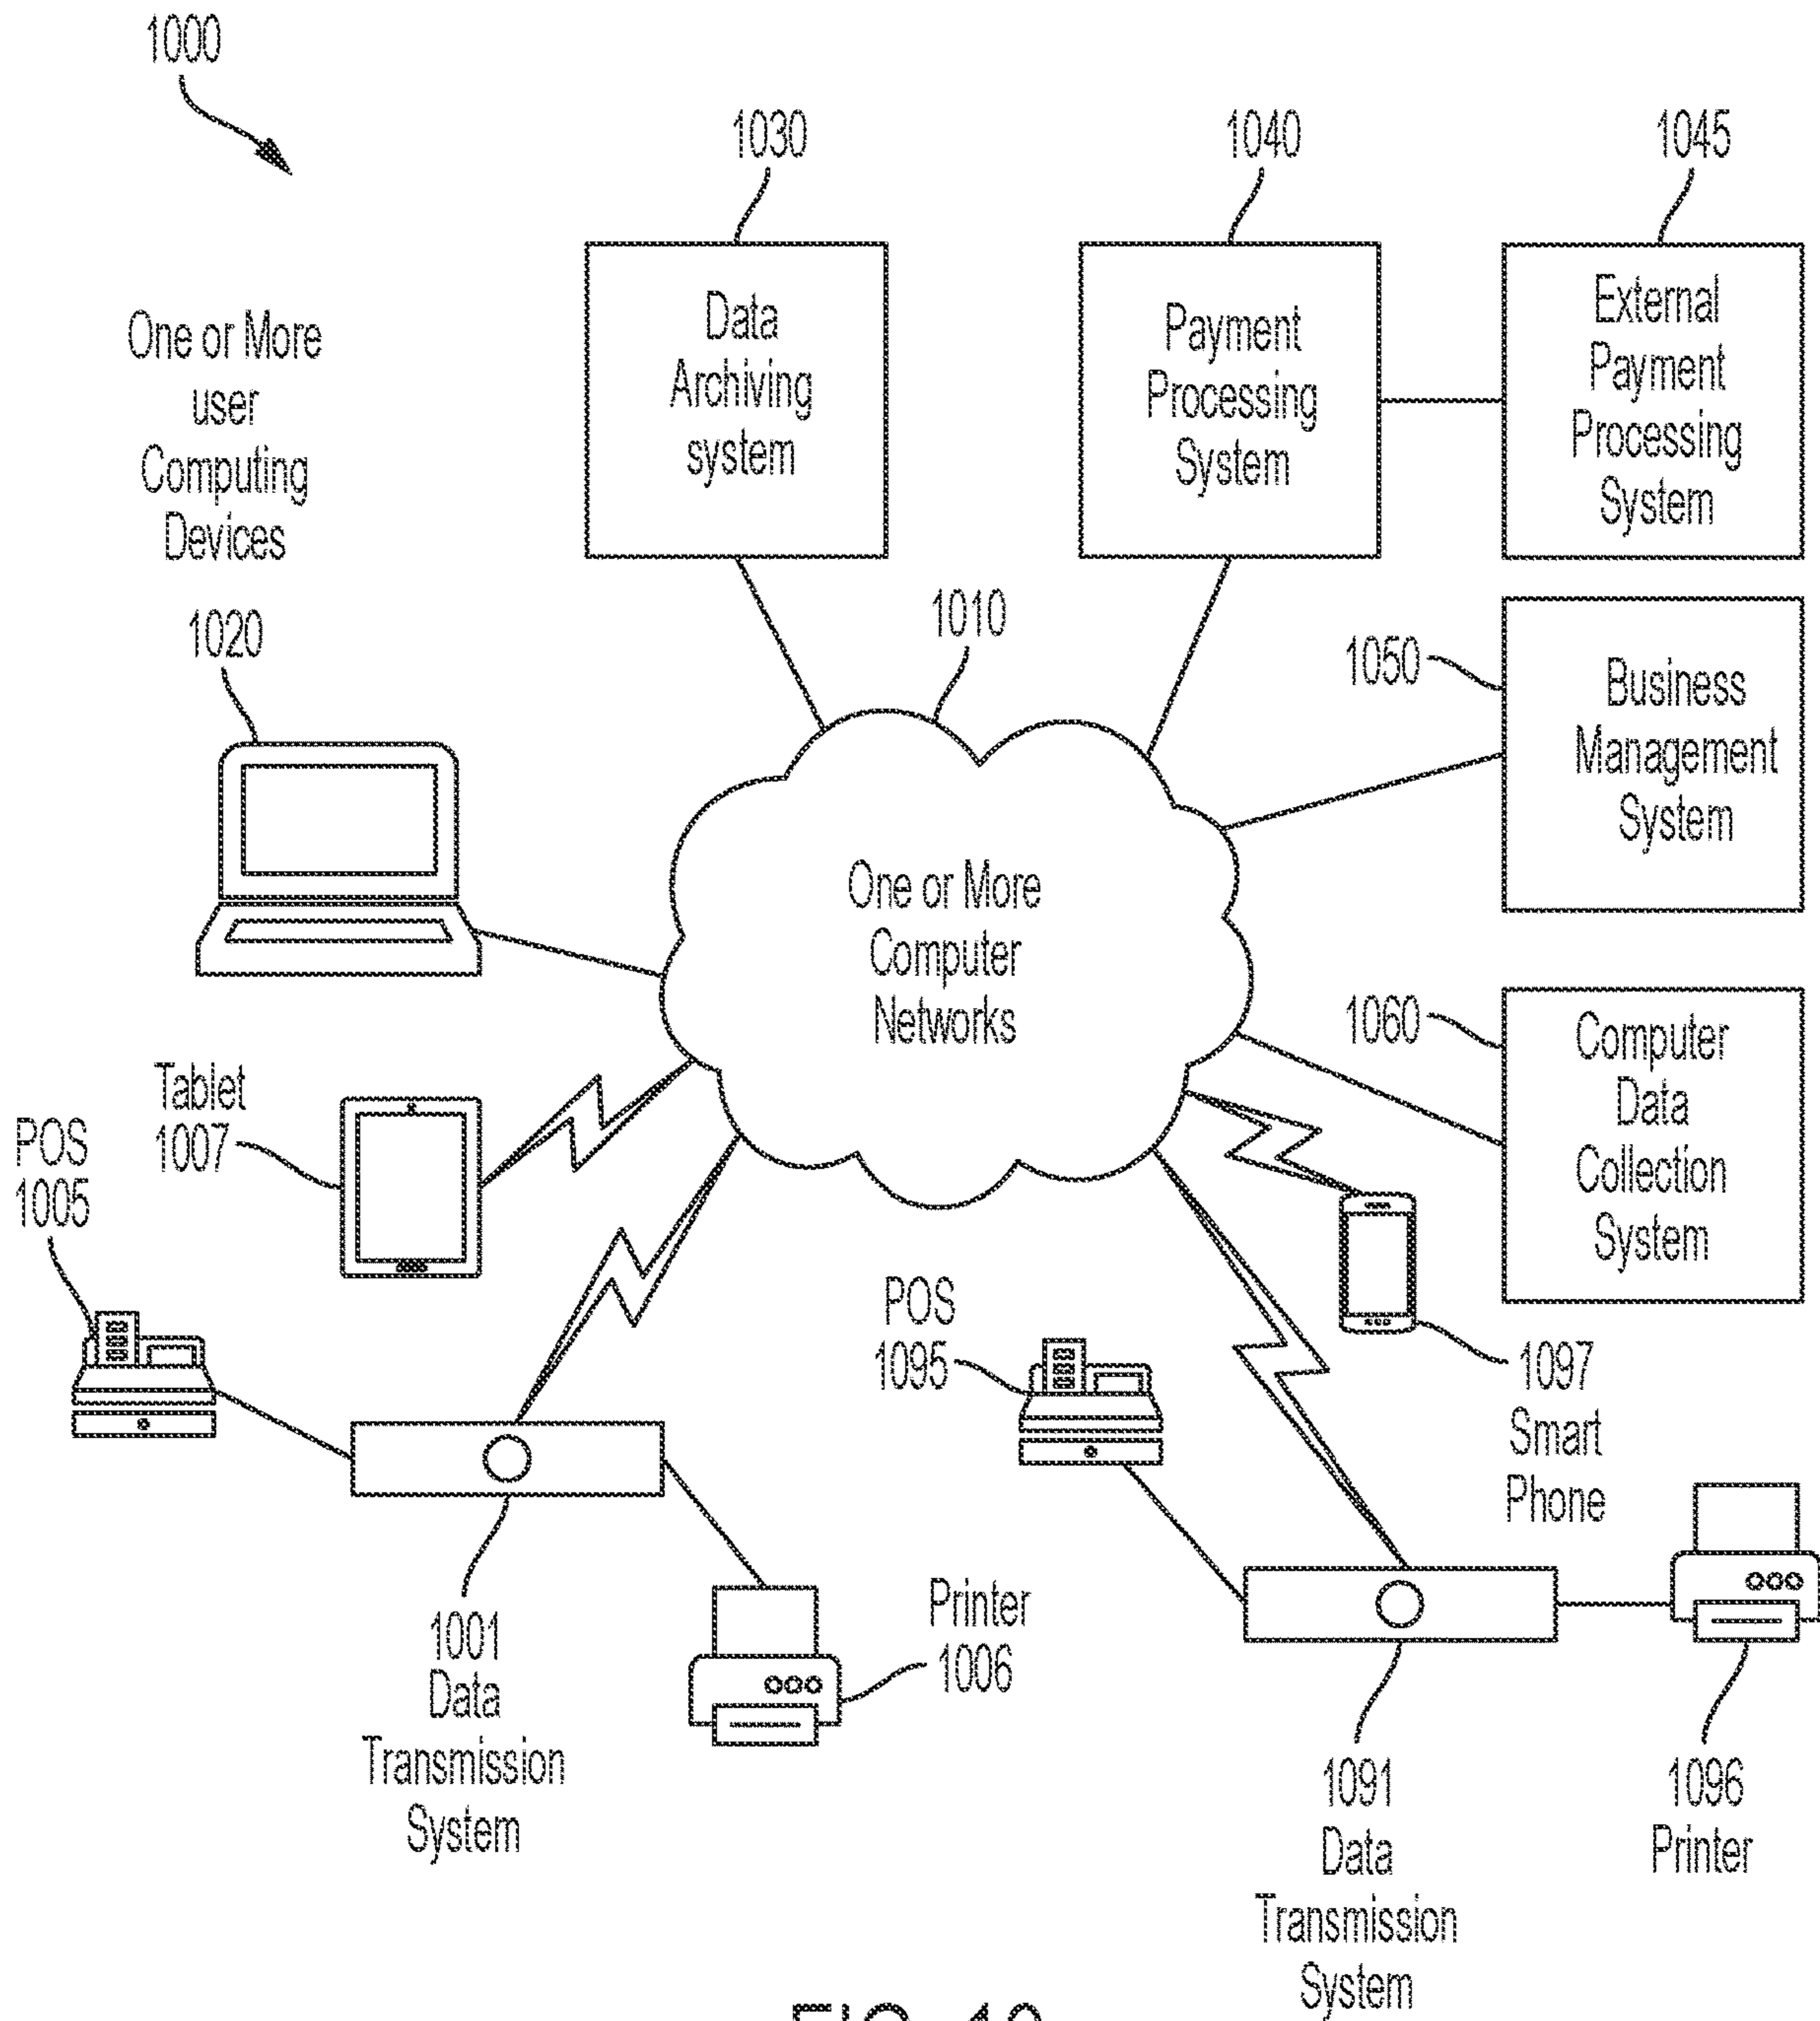 1000
1030
1040
1045
One or More
user
Computing
Devices
Data
Archiving
system
Payment
Processing
System
External
Payment
Processing
System
1020
1010
1050
Business
Management
System
One or More
Computer
Networks
1060
Computer
Data
Collection
System
Tablet
1007
POS
1005
POS
1095
1097
Smart
Phone
1001
Data
Transmission
System
Printer
1006
1091
Data
Transmission
System
1096
Printer